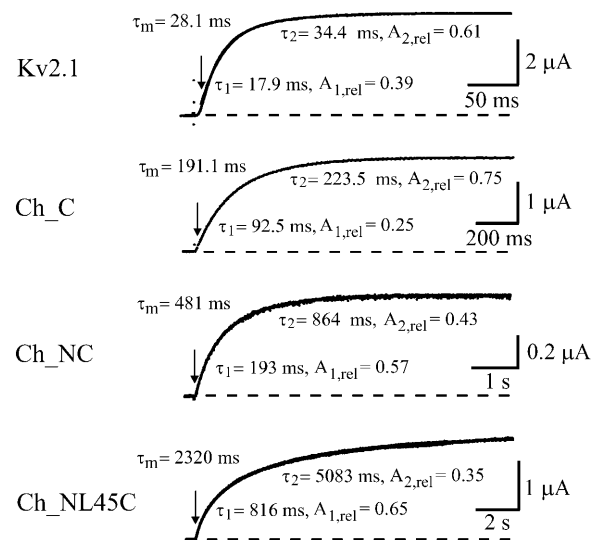 τm= 28.1 ms
τ2= 34.4 ms, A2,rel = 0.61
Kv2.1
2 μA
τ1= 17.9 ms, A1,rel = 0.39
50 ms
τm= 191.1 ms
τ2= 223.5 ms, A2,rel = 0.75
Ch_C
1 μA
τ1= 92.5 ms, A1,rel = 0.25
200 ms
τm= 481 ms
τ2= 864 ms, A2,rel = 0.43
Ch_NC
0.2 μA
τ1= 193 ms, A1,rel = 0.57
1 s
τm= 2320 ms
τ2= 5083 ms, A2,rel = 0.35
Ch_NL45C
1 μA
τ1= 816 ms, A1,rel = 0.65
2 s